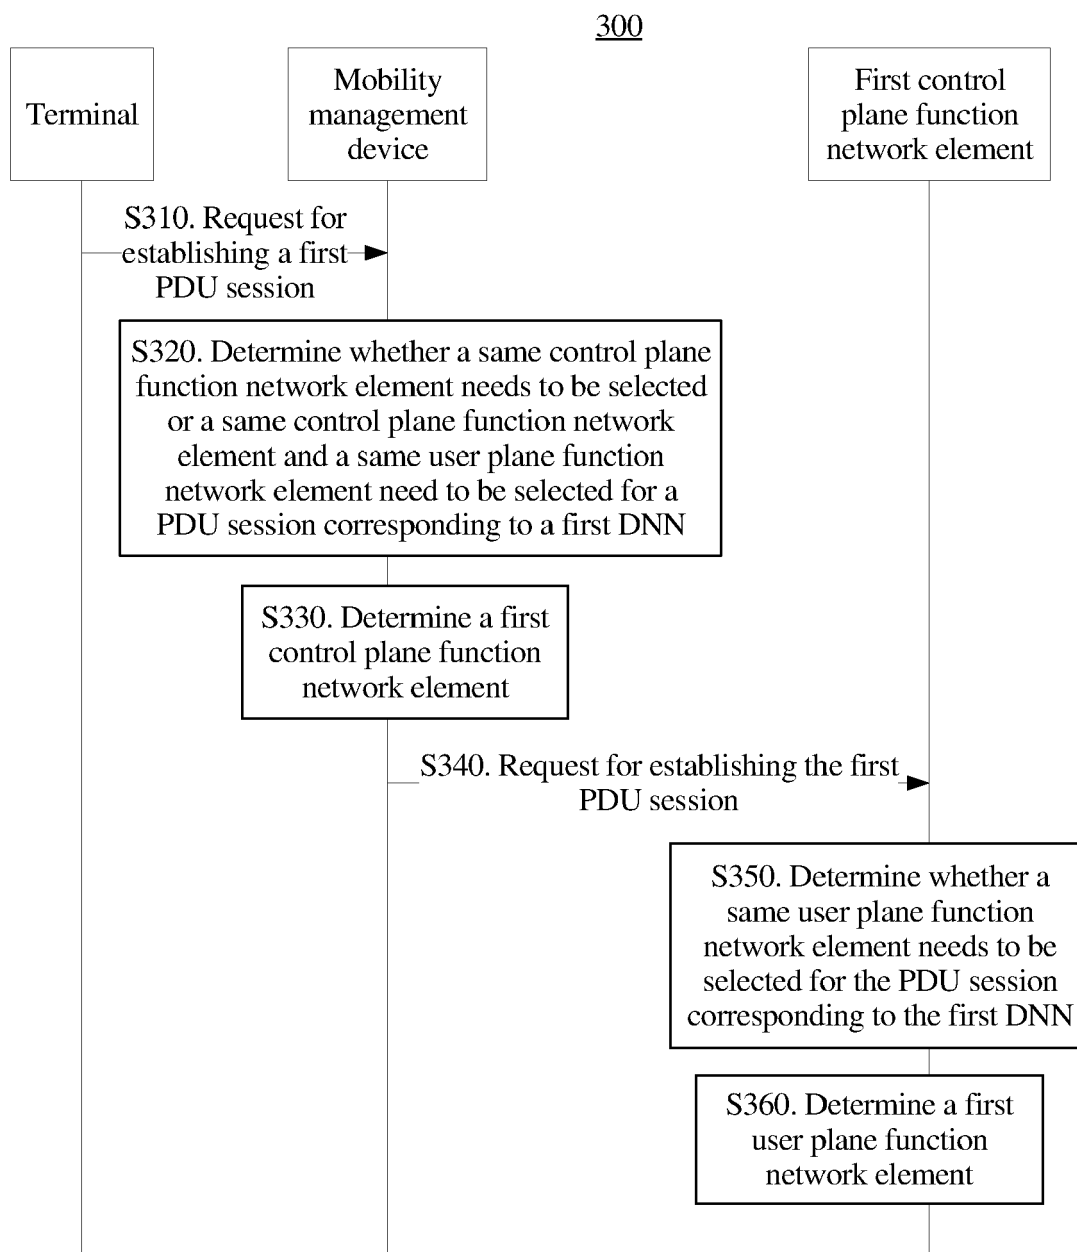 300
Terminal
Mobility
management
device
First control
plane function
network element
S310. Request for
establishing a first
PDU session
S320. Determine whether a same control plane
function network element needs to be selected
or a same control plane function network
element and a same user plane function
network element need to be selected for a
PDU session corresponding to a first DNN
S330. Determine a first
control plane function
network element
S340. Request for establishing the first
PDU session
S350. Determine whether a
same user plane function
network element needs to be
selected for the PDU session
corresponding to the first DNN
S360. Determine a first
user plane function
network element